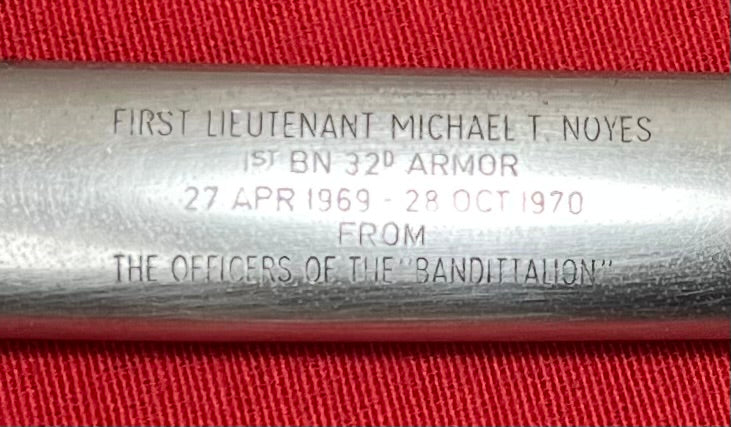 FIRST LIEUTENANT MICHAEL T. NOYES
1ST BN 32D ARMOR
27 APR 1969 - 28 OCT 1970
FROM
THE OFFICERS OF THE "BANDITTALION"